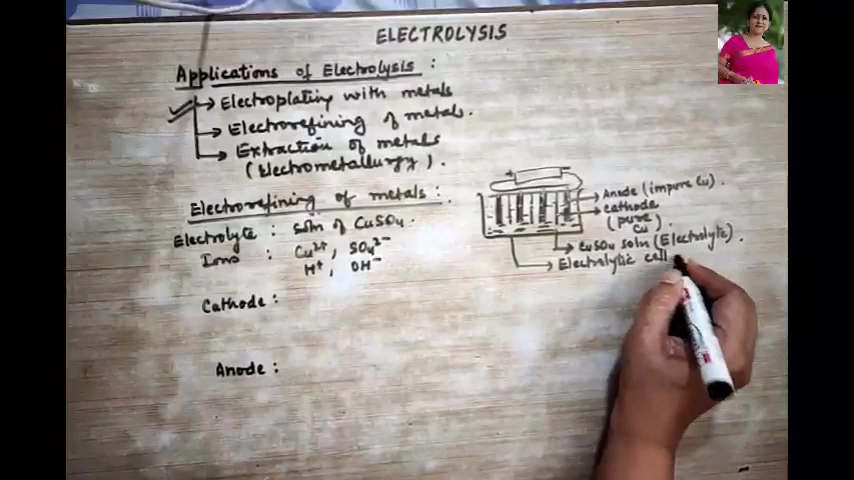 ELECTROLYSIS
Applications of Electrolysis :
Electroplating with metals
Electrorefining of metals.
Extraction of metals
(Electrometallurgy).
Electrorefining of metals :
Electrolyte : soln of CuSO₄.
Ions : Cu²⁺, SO₄²⁻
H⁺, OH⁻
Cathode :
Anode :
+ −
Anode (impure Cu).
cathode
(pure
Cu).
CuSO₄ soln (Electrolyte).
Electrolytic cell